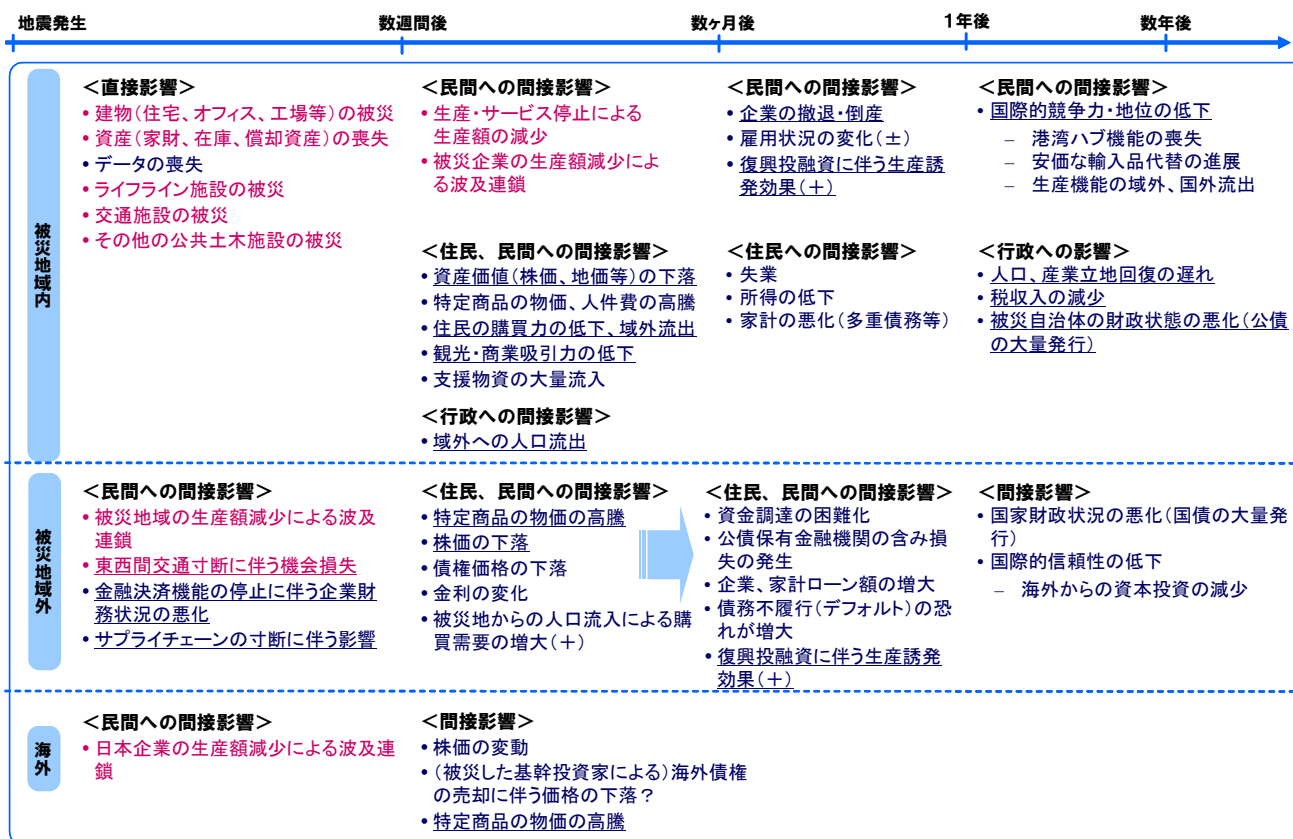 地震発生
数週間後
数ヶ月後
1年後
数年後
被災地域内
＜直接影響＞
• 建物(住宅、オフィス、工場等)の被災
• 資産(家財、在庫、償却資産)の喪失
• データの喪失
• ライフライン施設の被災
• 交通施設の被災
• その他の公共土木施設の被災
＜民間への間接影響＞
• 生産・サービス停止による
生産額の減少
• 被災企業の生産額減少によ
る波及連鎖
＜住民、民間への間接影響＞
• 資産価値(株価、地価等)の下落
• 特定商品の物価、人件費の高騰
• 住民の購買力の低下、域外流出
• 観光・商業吸引力の低下
• 支援物資の大量流入
＜行政への間接影響＞
• 域外への人口流出
＜民間への間接影響＞
• 企業の撤退・倒産
• 雇用状況の変化(±)
• 復興投融資に伴う生産誘
発効果(＋)
＜住民への間接影響＞
• 失業
• 所得の低下
• 家計の悪化(多重債務等)
＜民間への間接影響＞
• 国際的競争力・地位の低下
－ 港湾ハブ機能の喪失
－ 安価な輸入品代替の進展
－ 生産機能の域外、国外流出
＜行政への影響＞
• 人口、産業立地回復の遅れ
• 税収入の減少
• 被災自治体の財政状態の悪化(公債
の大量発行)
被災地域外
＜民間への間接影響＞
• 被災地域の生産額減少による波及
連鎖
• 東西間交通寸断に伴う機会損失
• 金融決済機能の停止に伴う企業財
務状況の悪化
• サプライチェーンの寸断に伴う影響
＜住民、民間への間接影響＞
• 特定商品の物価の高騰
• 株価の下落
• 債権価格の下落
• 金利の変化
• 被災地からの人口流入による購
買需要の増大(＋)
＜住民、民間への間接影響＞
• 資金調達の困難化
• 公債保有金融機関の含み損
失の発生
• 企業、家計ローン額の増大
• 債務不履行(デフォルト)の恐
れが増大
• 復興投融資に伴う生産誘発
効果(＋)
＜間接影響＞
• 国家財政状況の悪化(国債の大量発
行)
• 国際的信頼性の低下
－ 海外からの資本投資の減少
海外
＜民間への間接影響＞
• 日本企業の生産額減少による波及連
鎖
＜間接影響＞
• 株価の変動
• (被災した基幹投資家による)海外債権
の売却に伴う価格の下落？
• 特定商品の物価の高騰